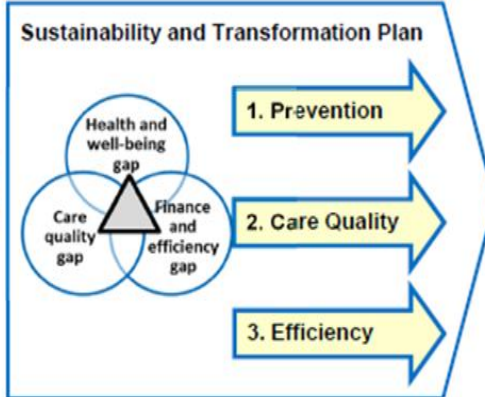 Sustainability and Transformation Plan
Health and
well-being
gap
Care
quality
gap
Finance
and
efficiency
gap
1. Prevention
2. Care Quality
3. Efficiency